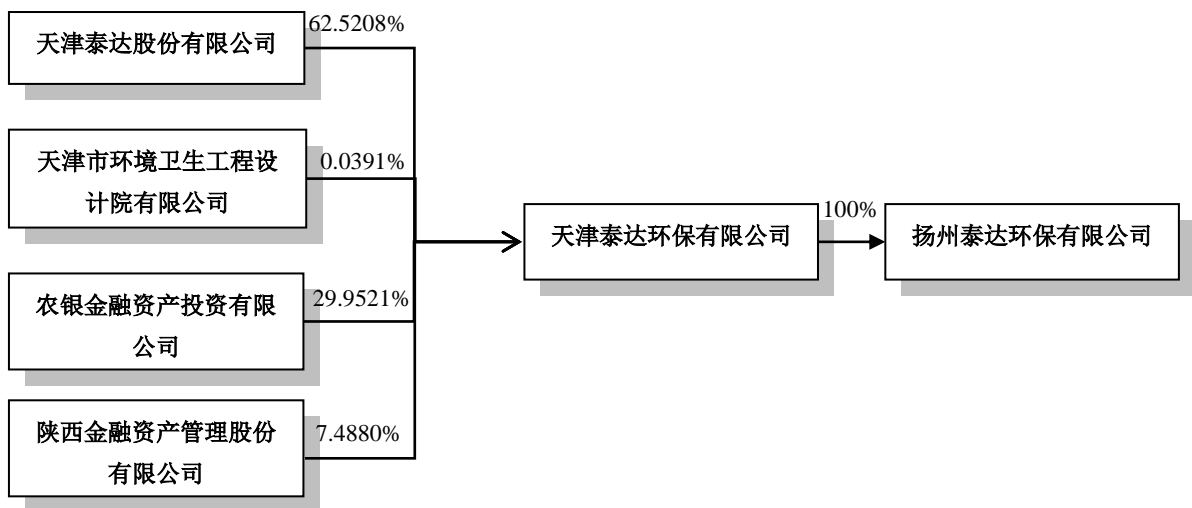 天津泰达股份有限公司
62.5208%
天津市环境卫生工程设
计院有限公司
0.0391%
农银金融资产投资有限
公司
29.9521%
陕西金融资产管理股份
有限公司
7.4880%
天津泰达环保有限公司
100%
扬州泰达环保有限公司